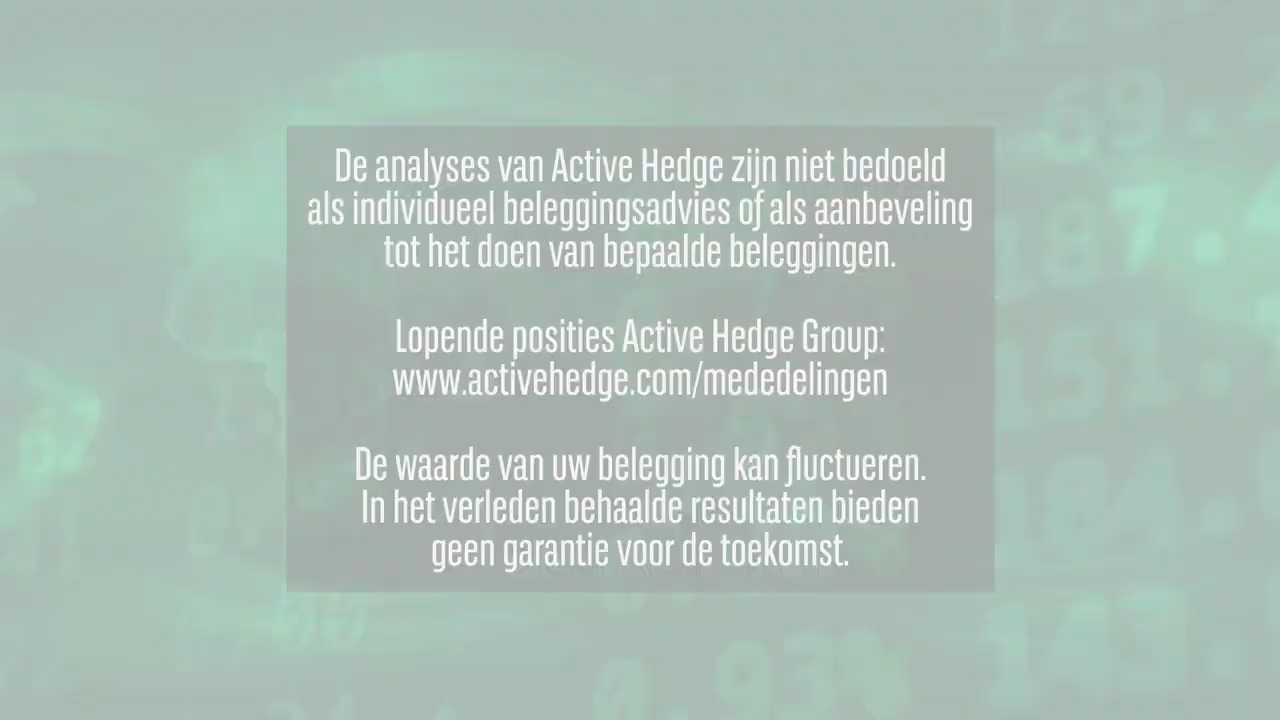 De analyses van Active Hedge zijn niet bedoeld
als individueel beleggingsadvies of als aanbeveling
tot het doen van bepaalde beleggingen.
Lopende posities Active Hedge Group:
www.activehedge.com/mededelingen
De waarde van uw belegging kan fluctueren.
In het verleden behaalde resultaten bieden
geen garantie voor de toekomst.